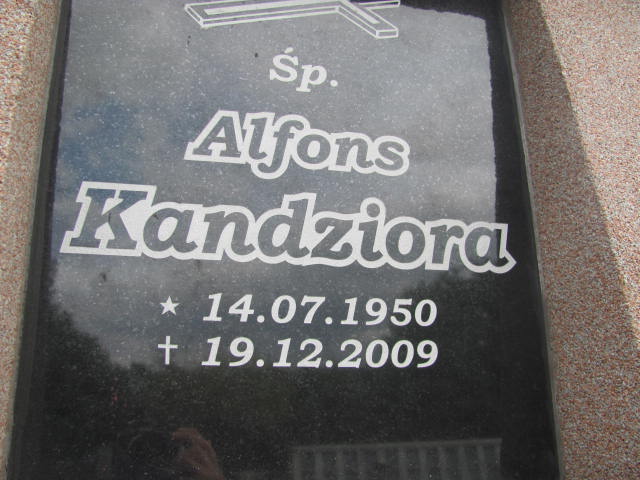 Śp.
Alfons
Kandziora
★ 14.07.1950
✝ 19.12.2009